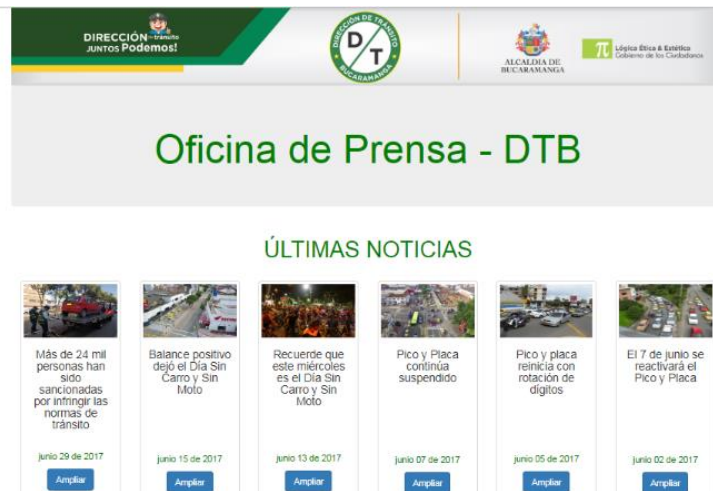 DIRECCIÓN de tránsito
JUNTOS Podemos!
DIRECCIÓN DE TRÁNSITO
D/T
BUCARAMANGA
ALCALDÍA DE
BUCARAMANGA
π
Lógica Ética & Estética
Gobierno de los Ciudadanos
Oficina de Prensa - DTB
ÚLTIMAS NOTICIAS
Más de 24 mil
personas han
sido
sancionadas
por infringir las
normas de
tránsito
junio 29 de 2017
Ampliar
Balance positivo
dejó el Día Sin
Carro y Sin
Moto
junio 15 de 2017
Ampliar
Recuerde que
este miércoles
es el Día Sin
Carro y Sin
Moto
junio 13 de 2017
Ampliar
Pico y Placa
continúa
suspendido
junio 07 de 2017
Ampliar
Pico y placa
reinicia con
rotación de
dígitos
junio 05 de 2017
Ampliar
El 7 de junio se
reactivará el
Pico y Placa
junio 02 de 2017
Ampliar